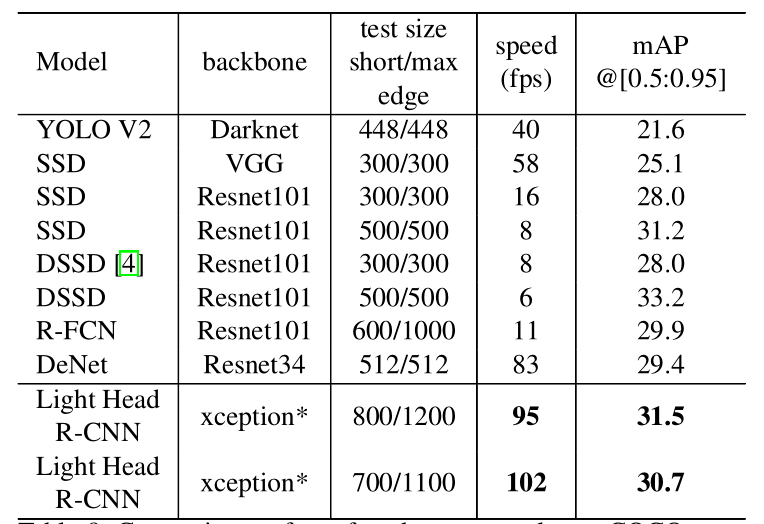 Model backbone test size short/max edge speed (fps) mAP @[0.5:0.95]
YOLO V2 Darknet 448/448 40 21.6
SSD VGG 300/300 58 25.1
SSD Resnet101 300/300 16 28.0
SSD Resnet101 500/500 8 31.2
DSSD [4] Resnet101 300/300 8 28.0
DSSD Resnet101 500/500 6 33.2
R-FCN Resnet101 600/1000 11 29.9
DeNet Resnet34 512/512 83 29.4
Light Head R-CNN xception* 800/1200 95 31.5
Light Head R-CNN xception* 700/1100 102 30.7